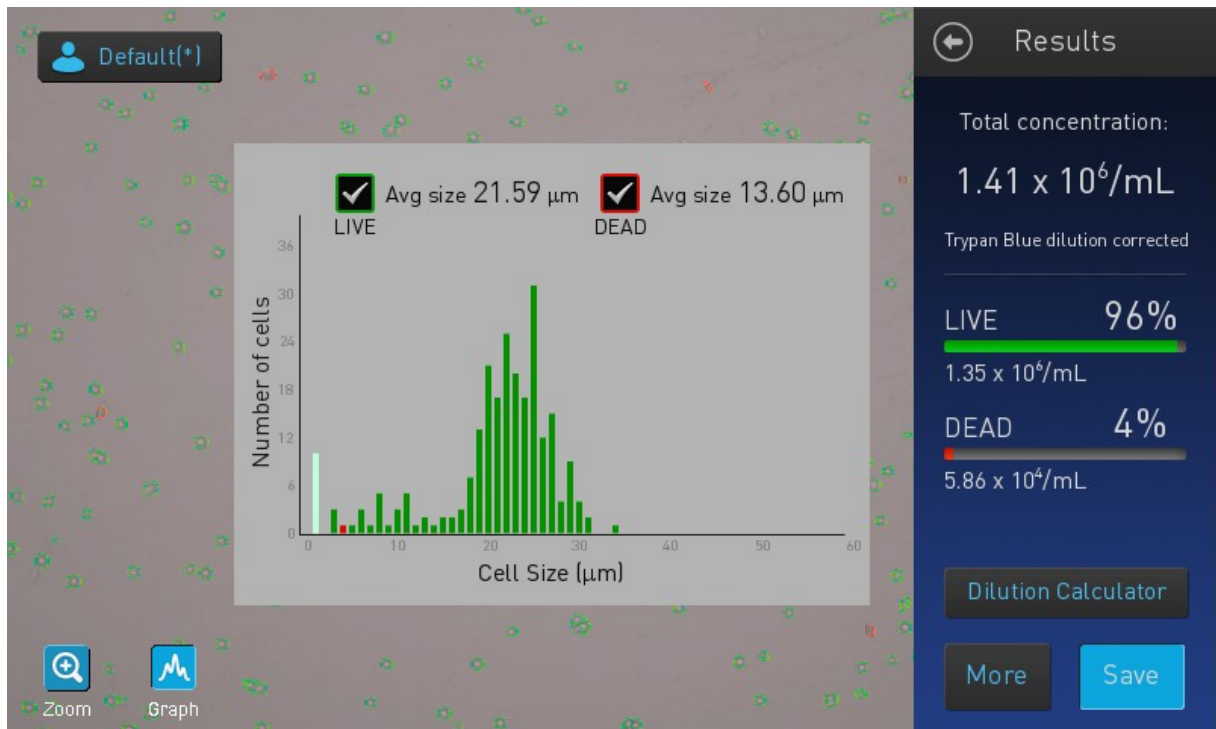 Default(*)
Results
Total concentration:
1.41 x 10⁶/mL
Trypan Blue dilution corrected
LIVE 96%
1.35 x 10⁶/mL
DEAD 4%
5.86 x 10⁴/mL
Dilution Calculator
More
Save
Avg size 21.59 µm
LIVE
Avg size 13.60 µm
DEAD
Number of cells
36
30
24
18
12
6
0
0 10 20 30 40 50 60
Cell Size (µm)
Zoom
Graph